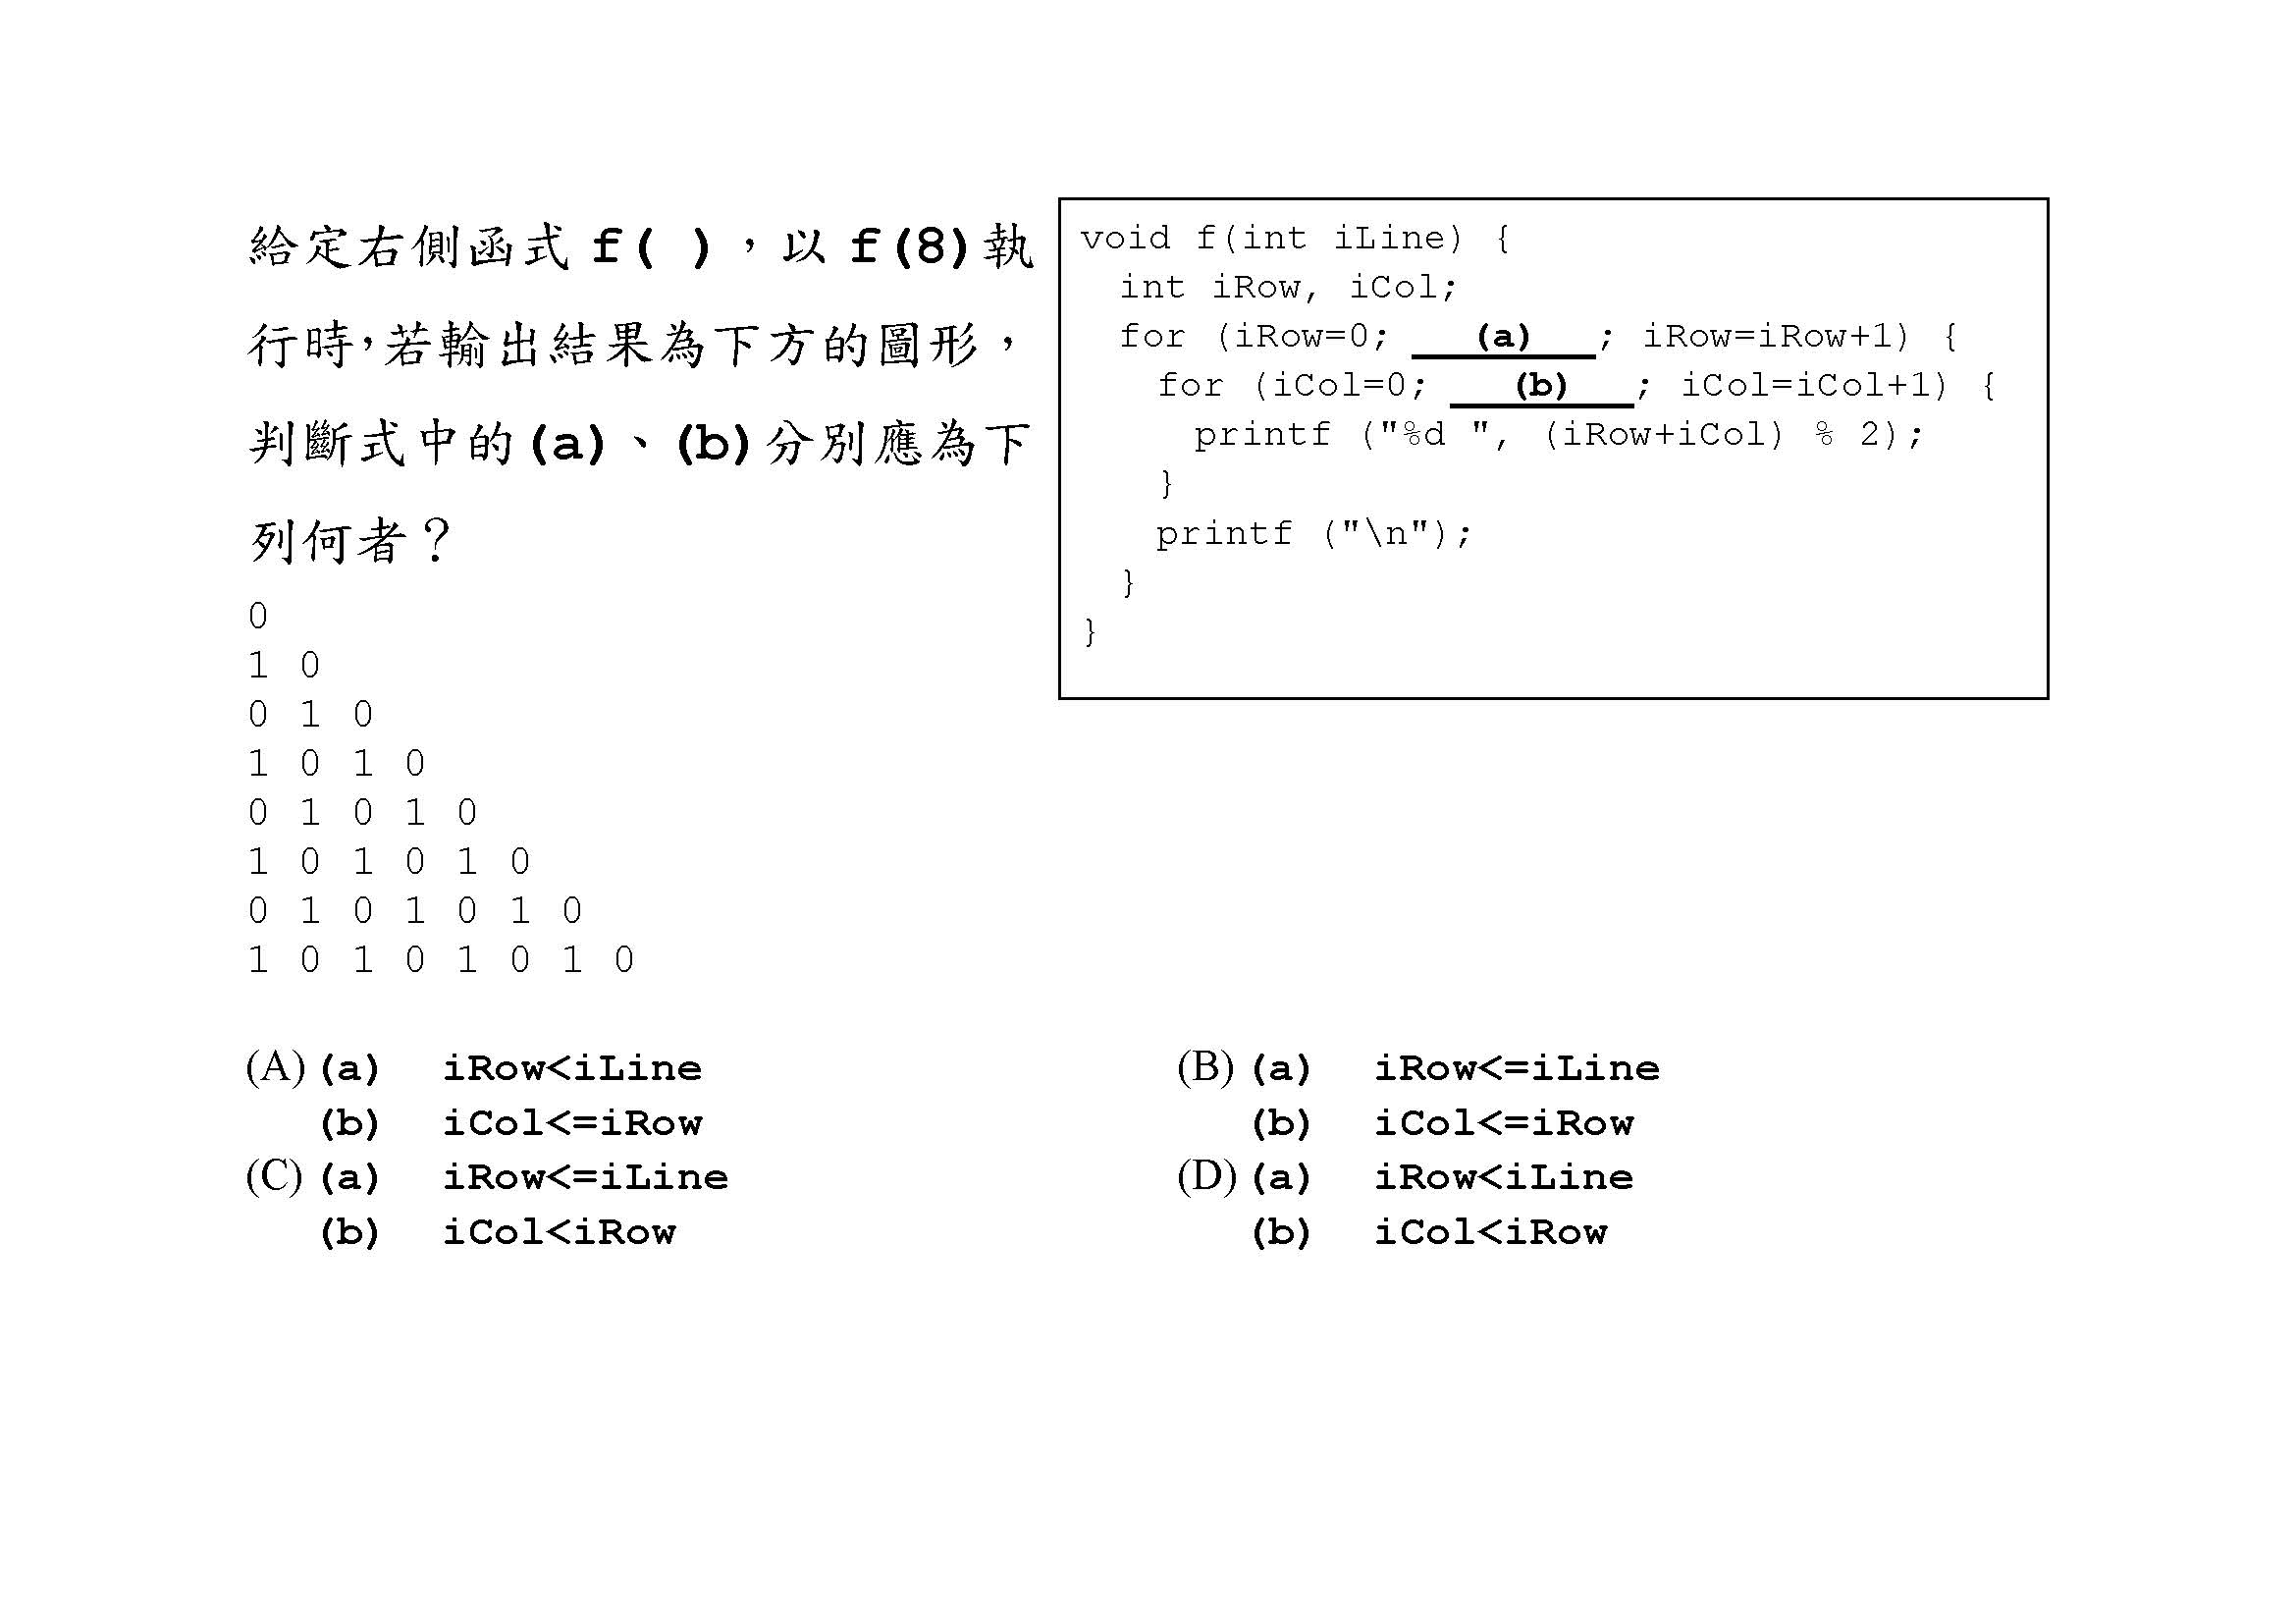 給定右側函式 f( )，以 f(8)執
行時，若輸出結果為下方的圖形，
判斷式中的(a)、(b)分別應為下
列何者？
0
1 0
0 1 0
1 0 1 0
0 1 0 1 0
1 0 1 0 1 0
0 1 0 1 0 1 0
1 0 1 0 1 0 1 0
void f(int iLine) {
  int iRow, iCol;
  for (iRow=0; (a) ; iRow=iRow+1) {
    for (iCol=0; (b) ; iCol=iCol+1) {
      printf ("%d ", (iRow+iCol) % 2);
    }
    printf ("\n");
  }
}
(A) (a) iRow<iLine
(b) iCol<=iRow
(B) (a) iRow<=iLine
(b) iCol<=iRow
(C) (a) iRow<=iLine
(b) iCol<iRow
(D) (a) iRow<iLine
(b) iCol<iRow